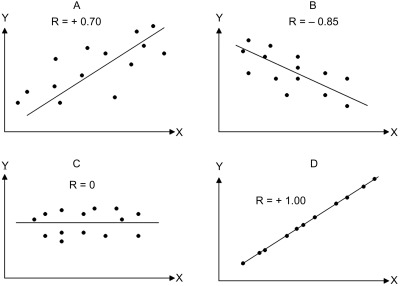 A
Y
R = + 0.70
X
B
Y
R = – 0.85
X
C
Y
R = 0
X
D
Y
R = + 1.00
X